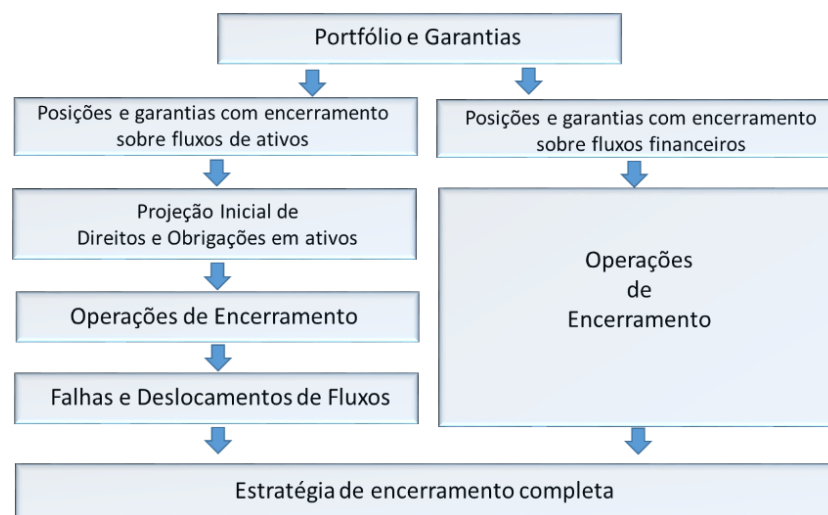 Portfólio e Garantias
Posições e garantias com encerramento
sobre fluxos de ativos
Posições e garantias com encerramento
sobre fluxos financeiros
Projeção Inicial de
Direitos e Obrigações em ativos
Operações de Encerramento
Falhas e Deslocamentos de Fluxos
Operações
de
Encerramento
Estratégia de encerramento completa